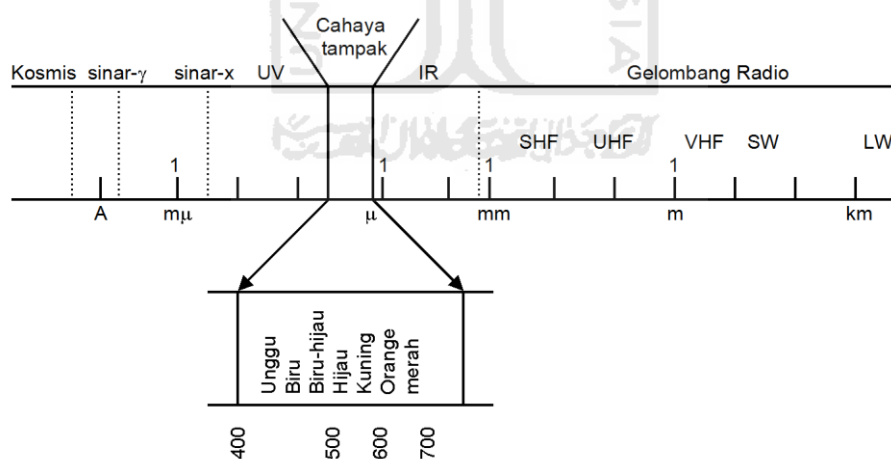 Cahaya
tampak
Kosmis sinar-γ sinar-x UV IR Gelombang Radio
SHF UHF VHF SW LW
1 1 1 1
A mμ μ mm m km
Unggu
Biru
Biru-hijau
Hijau
Kuning
Orange
merah
400 500 600 700